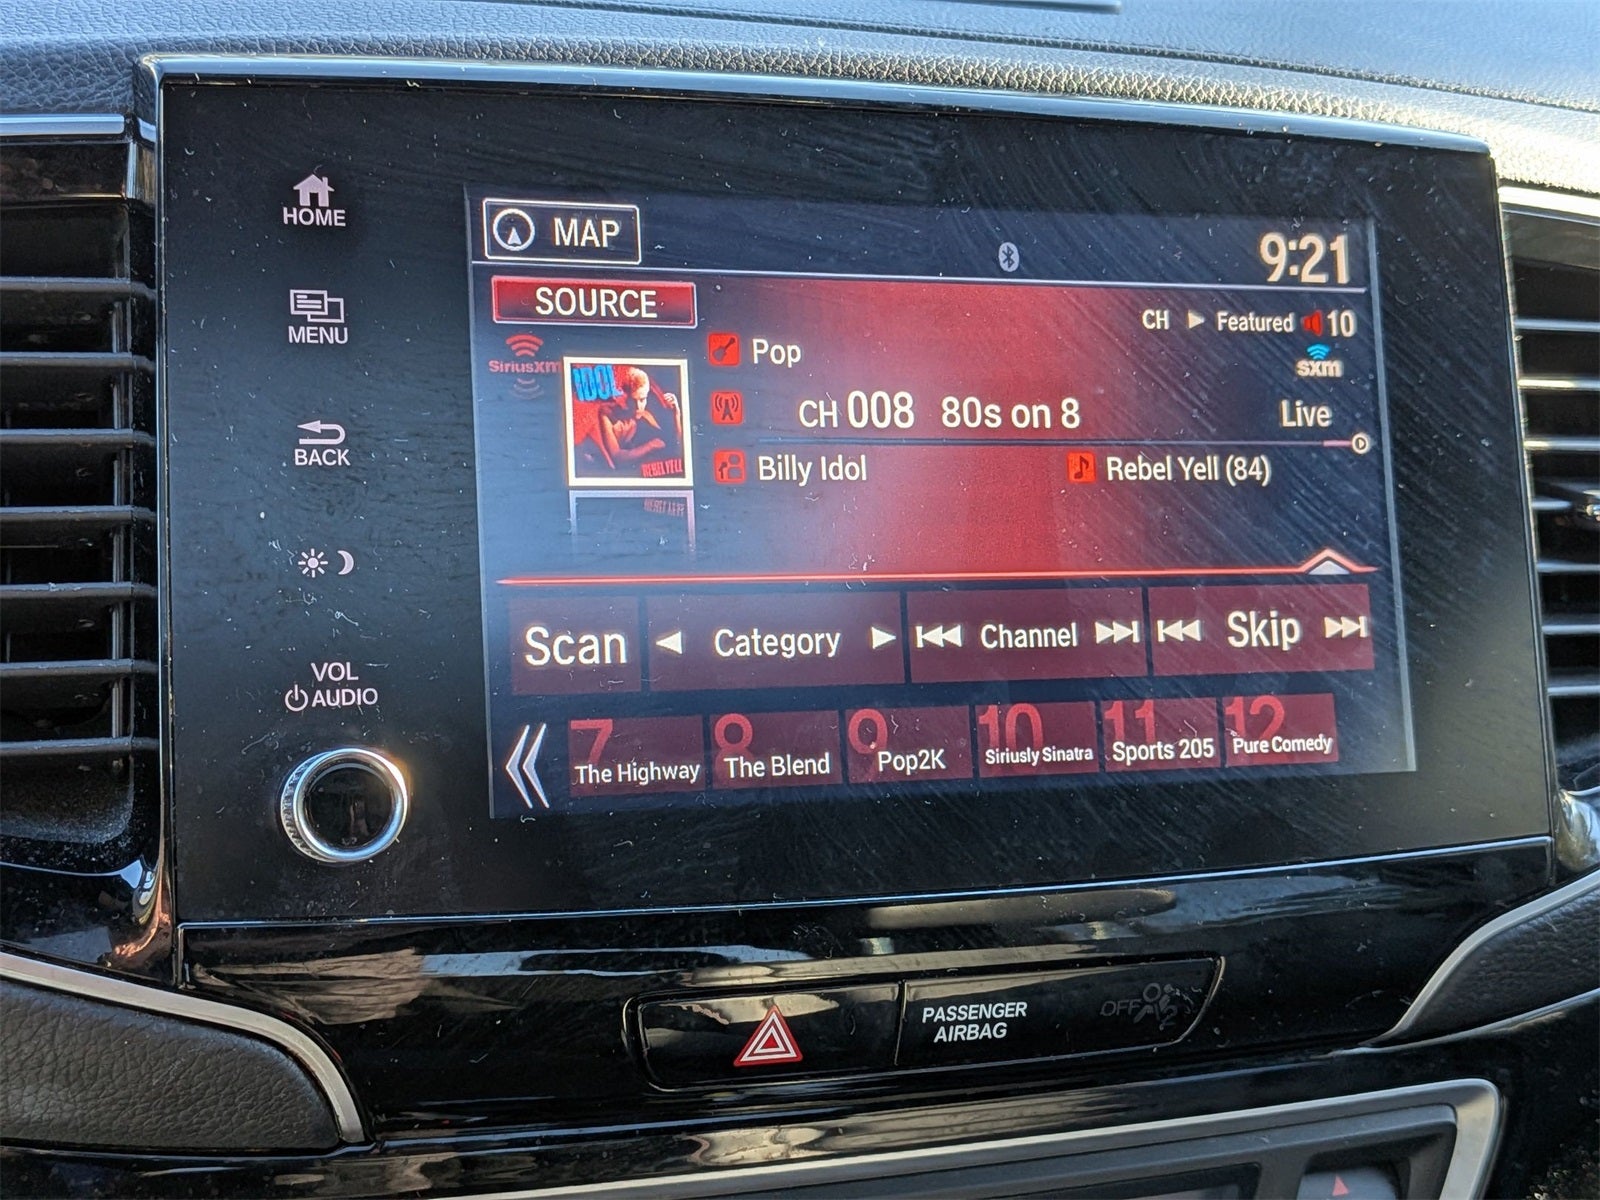 HOME
MENU
BACK
VOL
AUDIO
MAP
9:21
SOURCE
CH ▶ Featured 10
SiriusXM
sxm
Pop
IDOL
REBEL YELL
CH 008 80s on 8
Live
Billy Idol
Rebel Yell (84)
Scan
Category
Channel
Skip
7 The Highway
8 The Blend
9 Pop2K
10 Siriusly Sinatra
11 Sports 205
12 Pure Comedy
PASSENGER
AIRBAG
OFF
2